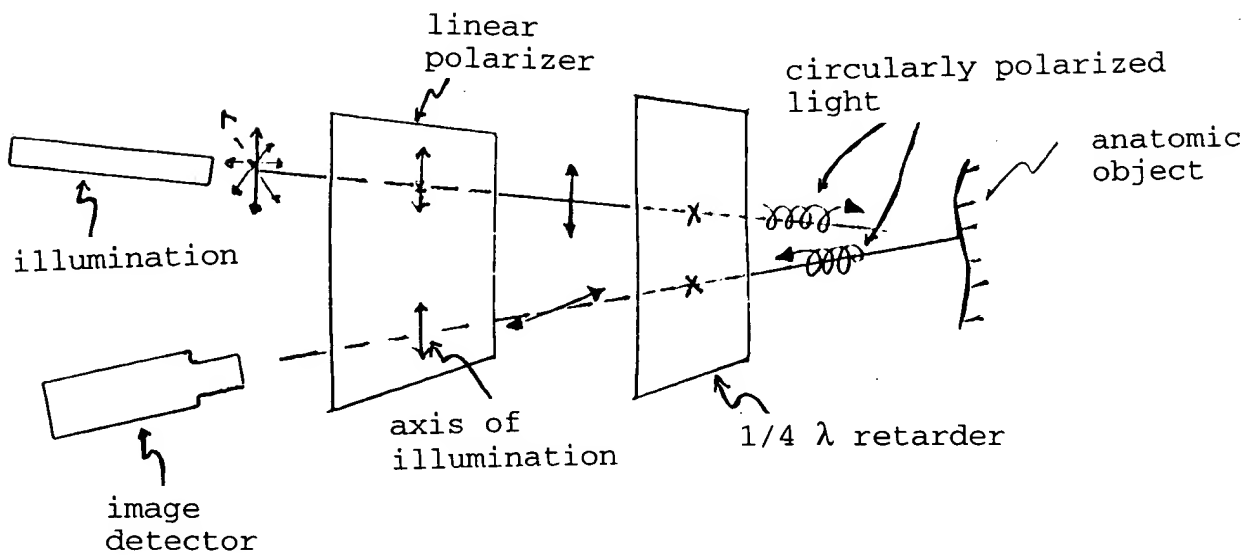 linear
polarizer
circularly polarized
light
anatomic
object
illumination
axis of
illumination
1/4 λ retarder
image
detector